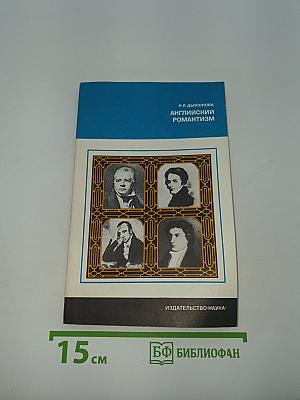 Н.Я. ДЬЯКОНОВА
АНГЛИЙСКИЙ
РОМАНТИЗМ
ИЗДАТЕЛЬСТВО «НАУКА»
15 см
БФ БИБЛИОФАН